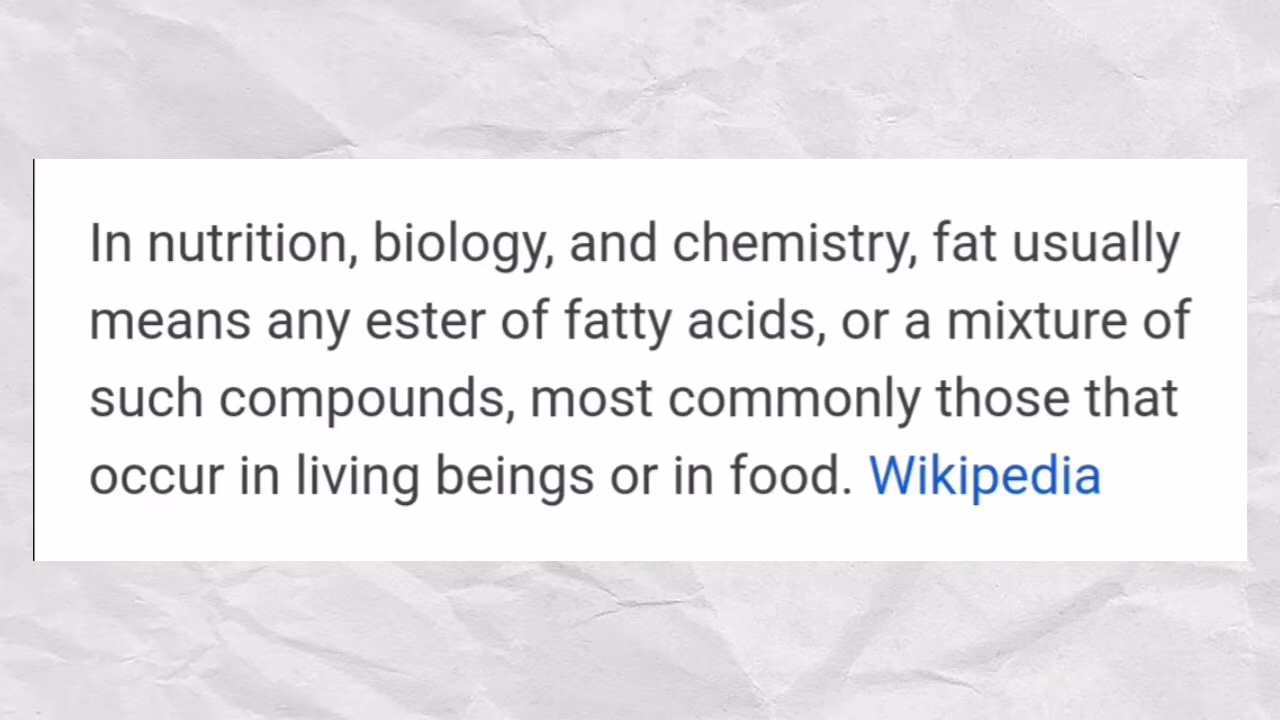 In nutrition, biology, and chemistry, fat usually
means any ester of fatty acids, or a mixture of
such compounds, most commonly those that
occur in living beings or in food. Wikipedia